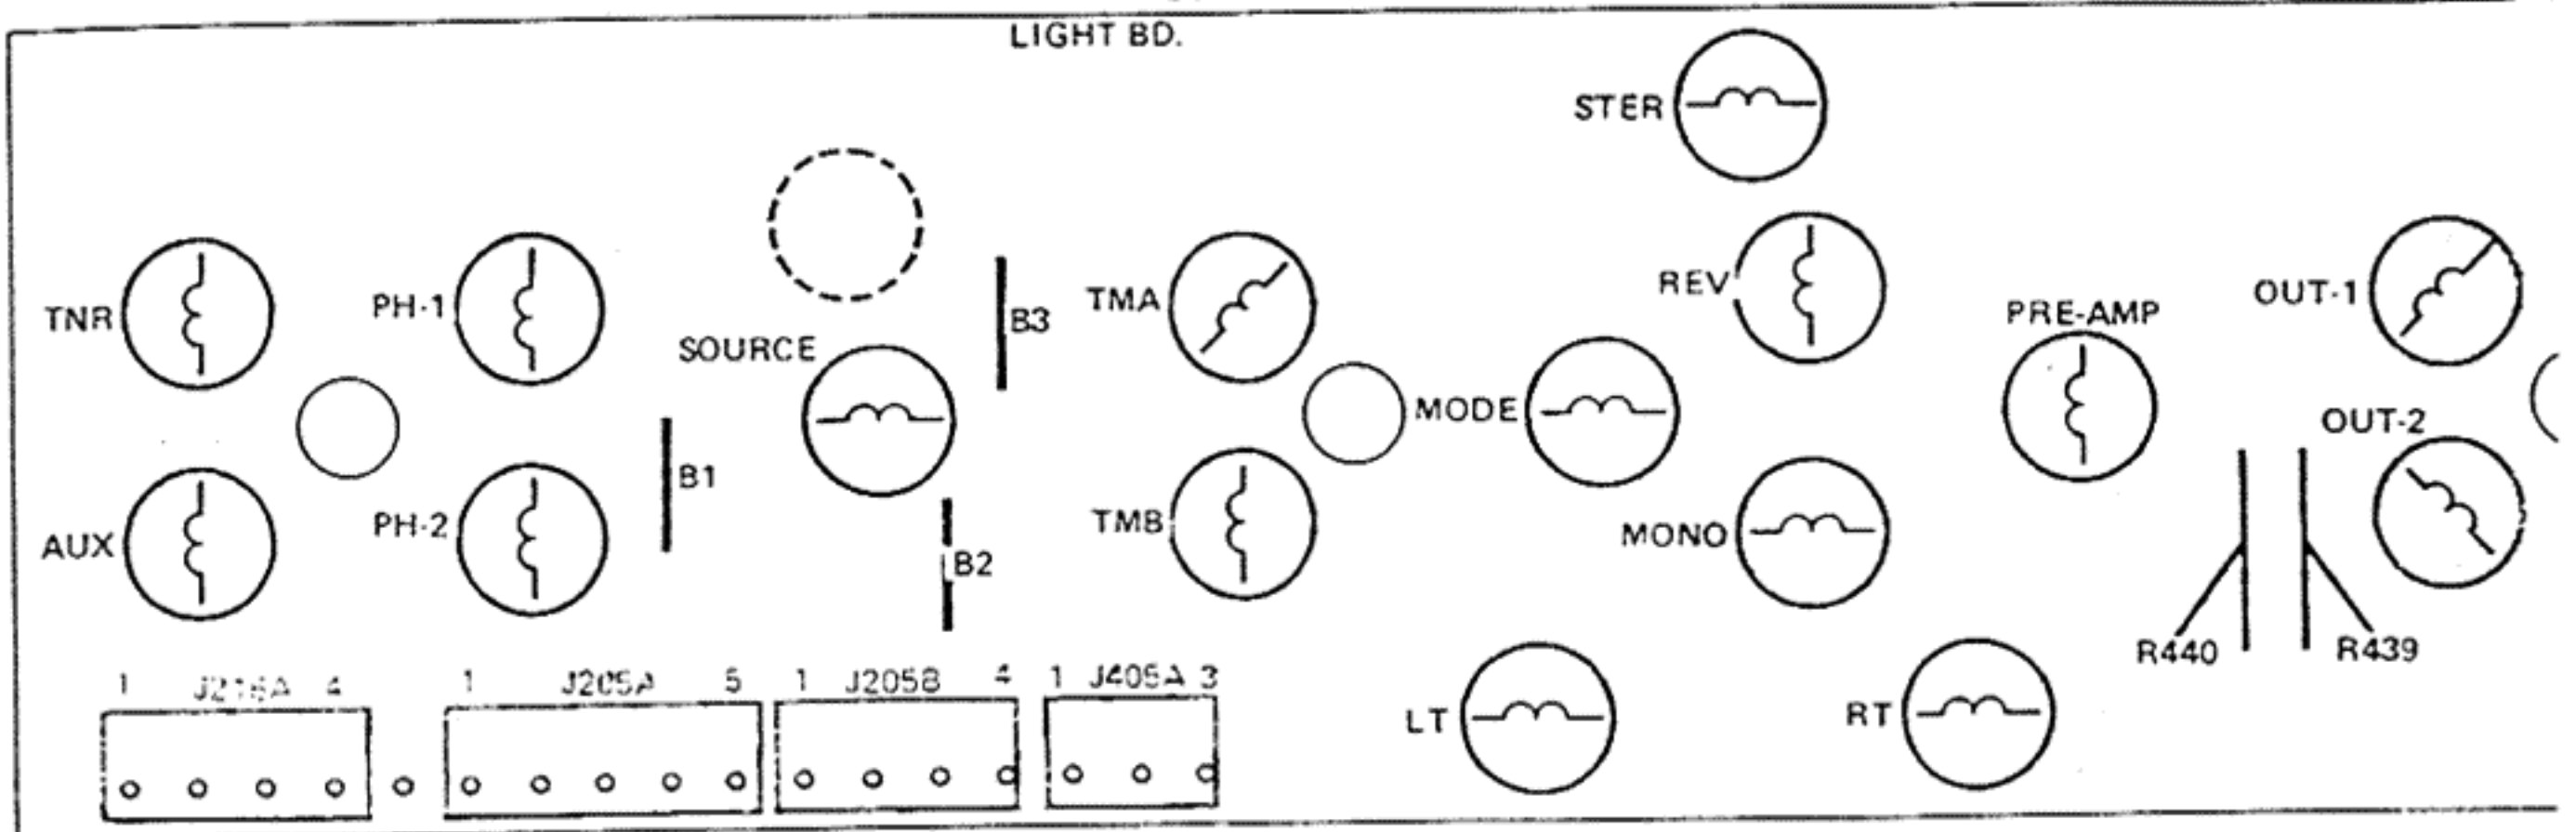 LIGHT BD.
STER
TNR
PH-1
SOURCE
B3
TMA
REV
PRE-AMP
OUT-1
MODE
OUT-2
AUX
PH-2
B1
B2
TMB
MONO
R440
R439
1 4
1 J205A 5
1 J205B 4
1 J405A 3
LT
RT